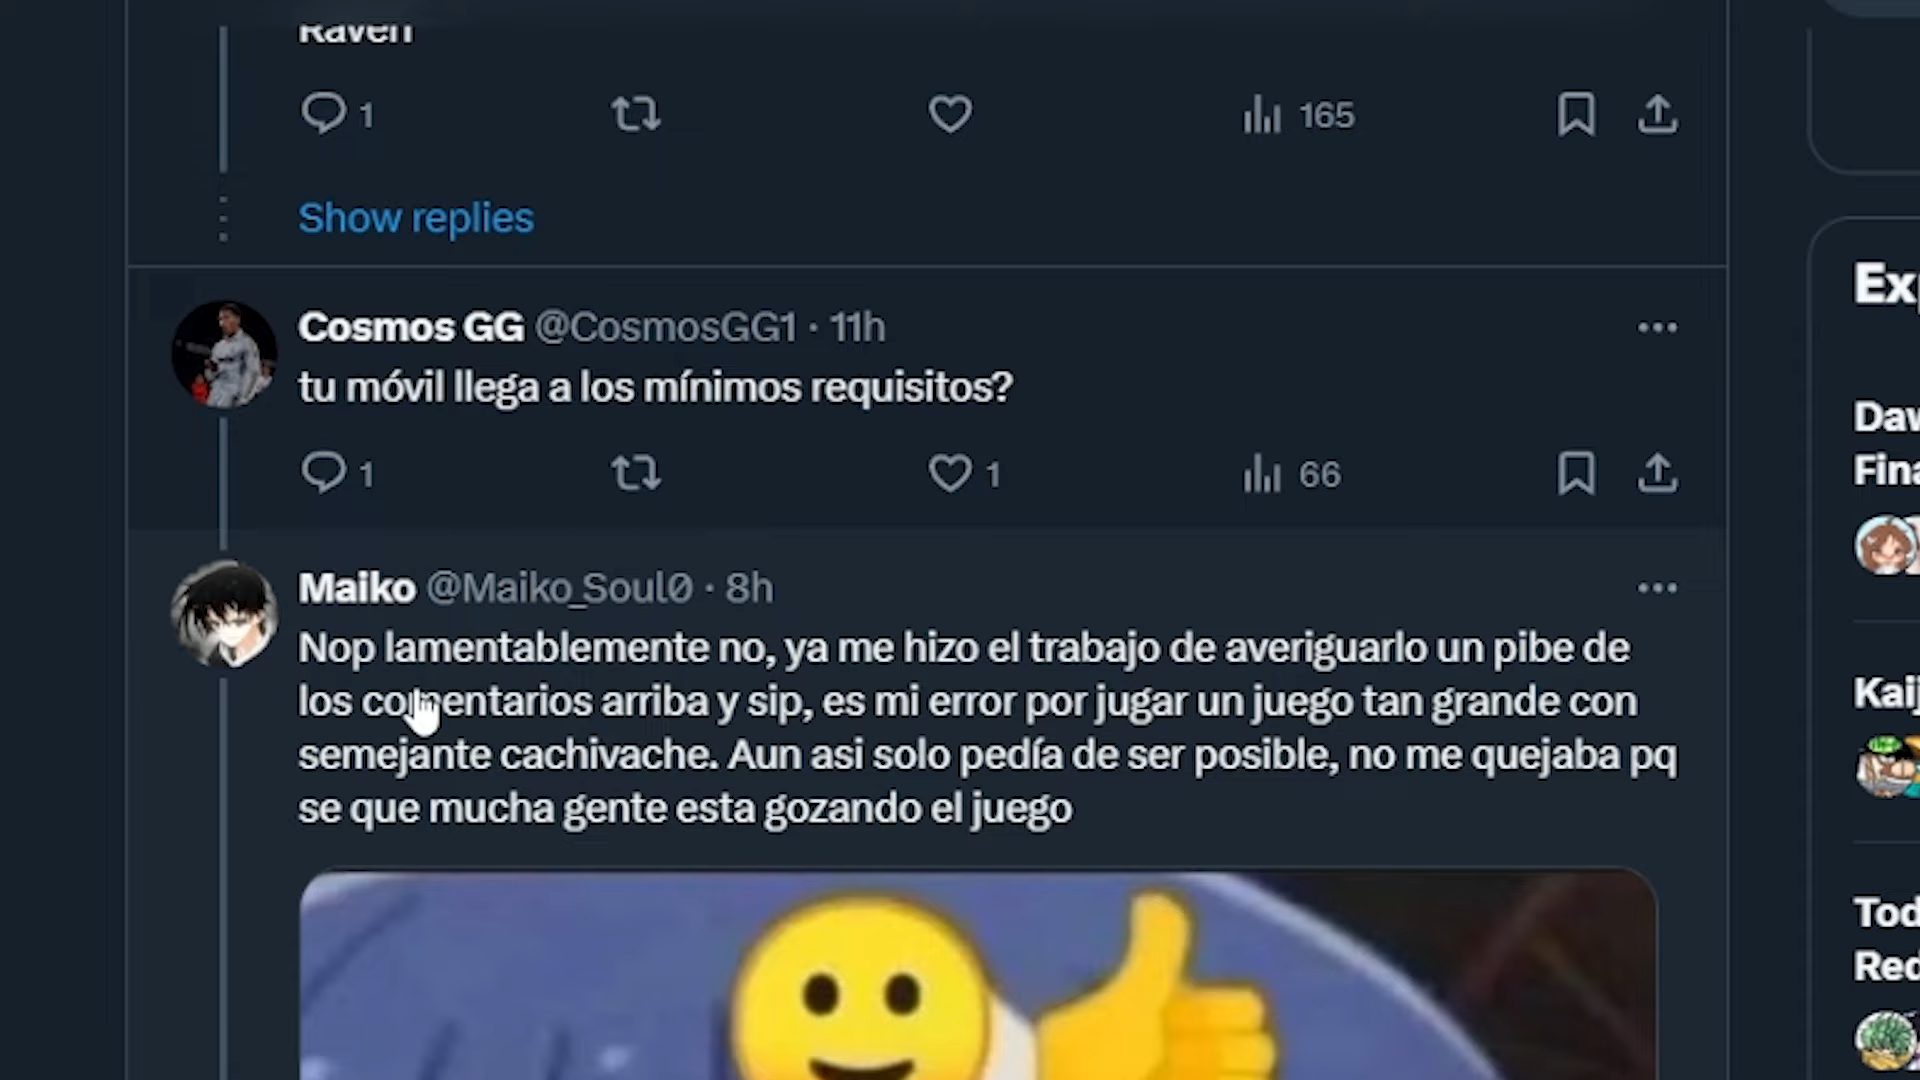 Raven
1
165
Show replies
Cosmos GG @CosmosGG1 · 11h
tu móvil llega a los mínimos requisitos?
1
1
66
Maiko @Maiko_Soul0 · 8h
Nop lamentablemente no, ya me hizo el trabajo de averiguarlo un pibe de
los comentarios arriba y sip, es mi error por jugar un juego tan grande con
semejante cachivache. Aun asi solo pedía de ser posible, no me quejaba pq
se que mucha gente esta gozando el juego